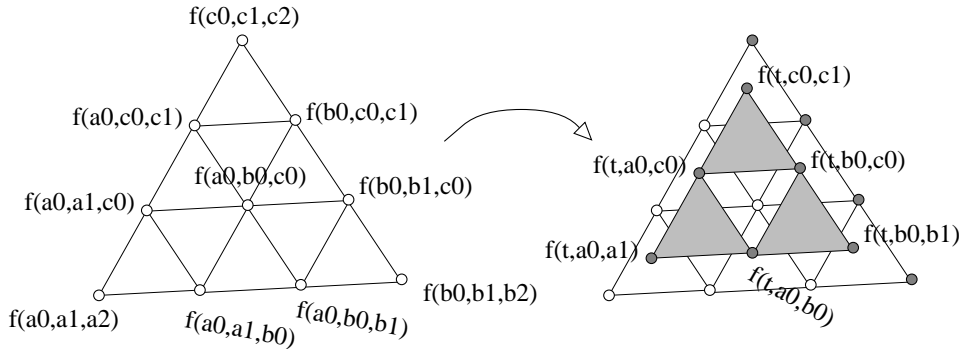 f(c0,c1,c2)
f(a0,c0,c1)
f(b0,c0,c1)
f(a0,b0,c0)
f(a0,a1,c0)
f(b0,b1,c0)
f(a0,a1,a2)
f(a0,a1,b0)
f(a0,b0,b1)
f(b0,b1,b2)
f(t,c0,c1)
f(t,a0,c0)
f(t,b0,c0)
f(t,a0,a1)
f(t,b0,b1)
f(t,a0,b0)